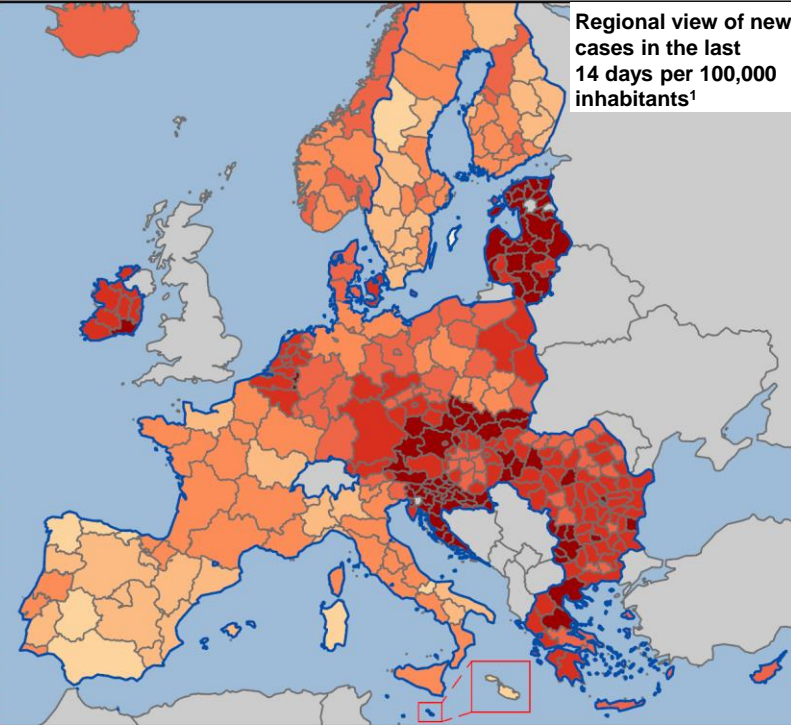 Regional view of new
cases in the last
14 days per 100,000
inhabitants¹